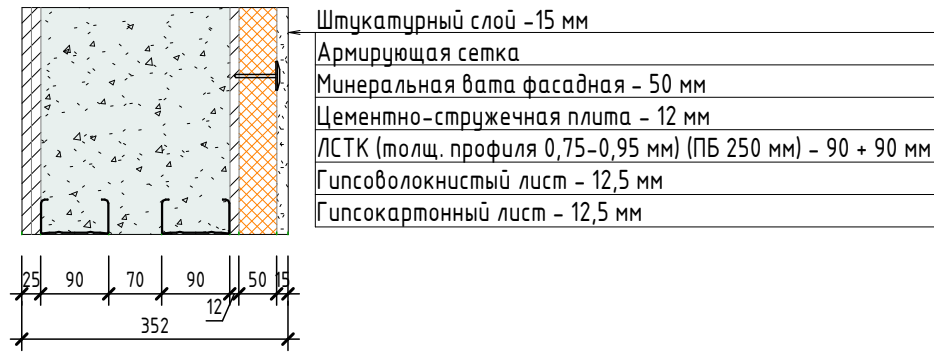 Штукатурный слой -15 мм
Армирующая сетка
Минеральная вата фасадная - 50 мм
Цементно-стружечная плита - 12 мм
ЛСТК (толщ. профиля 0,75-0,95 мм) (ПБ 250 мм) - 90 + 90 мм
Гипсоволокнистый лист - 12,5 мм
Гипсокартонный лист - 12,5 мм
25 90 70 90 50 15
12
352